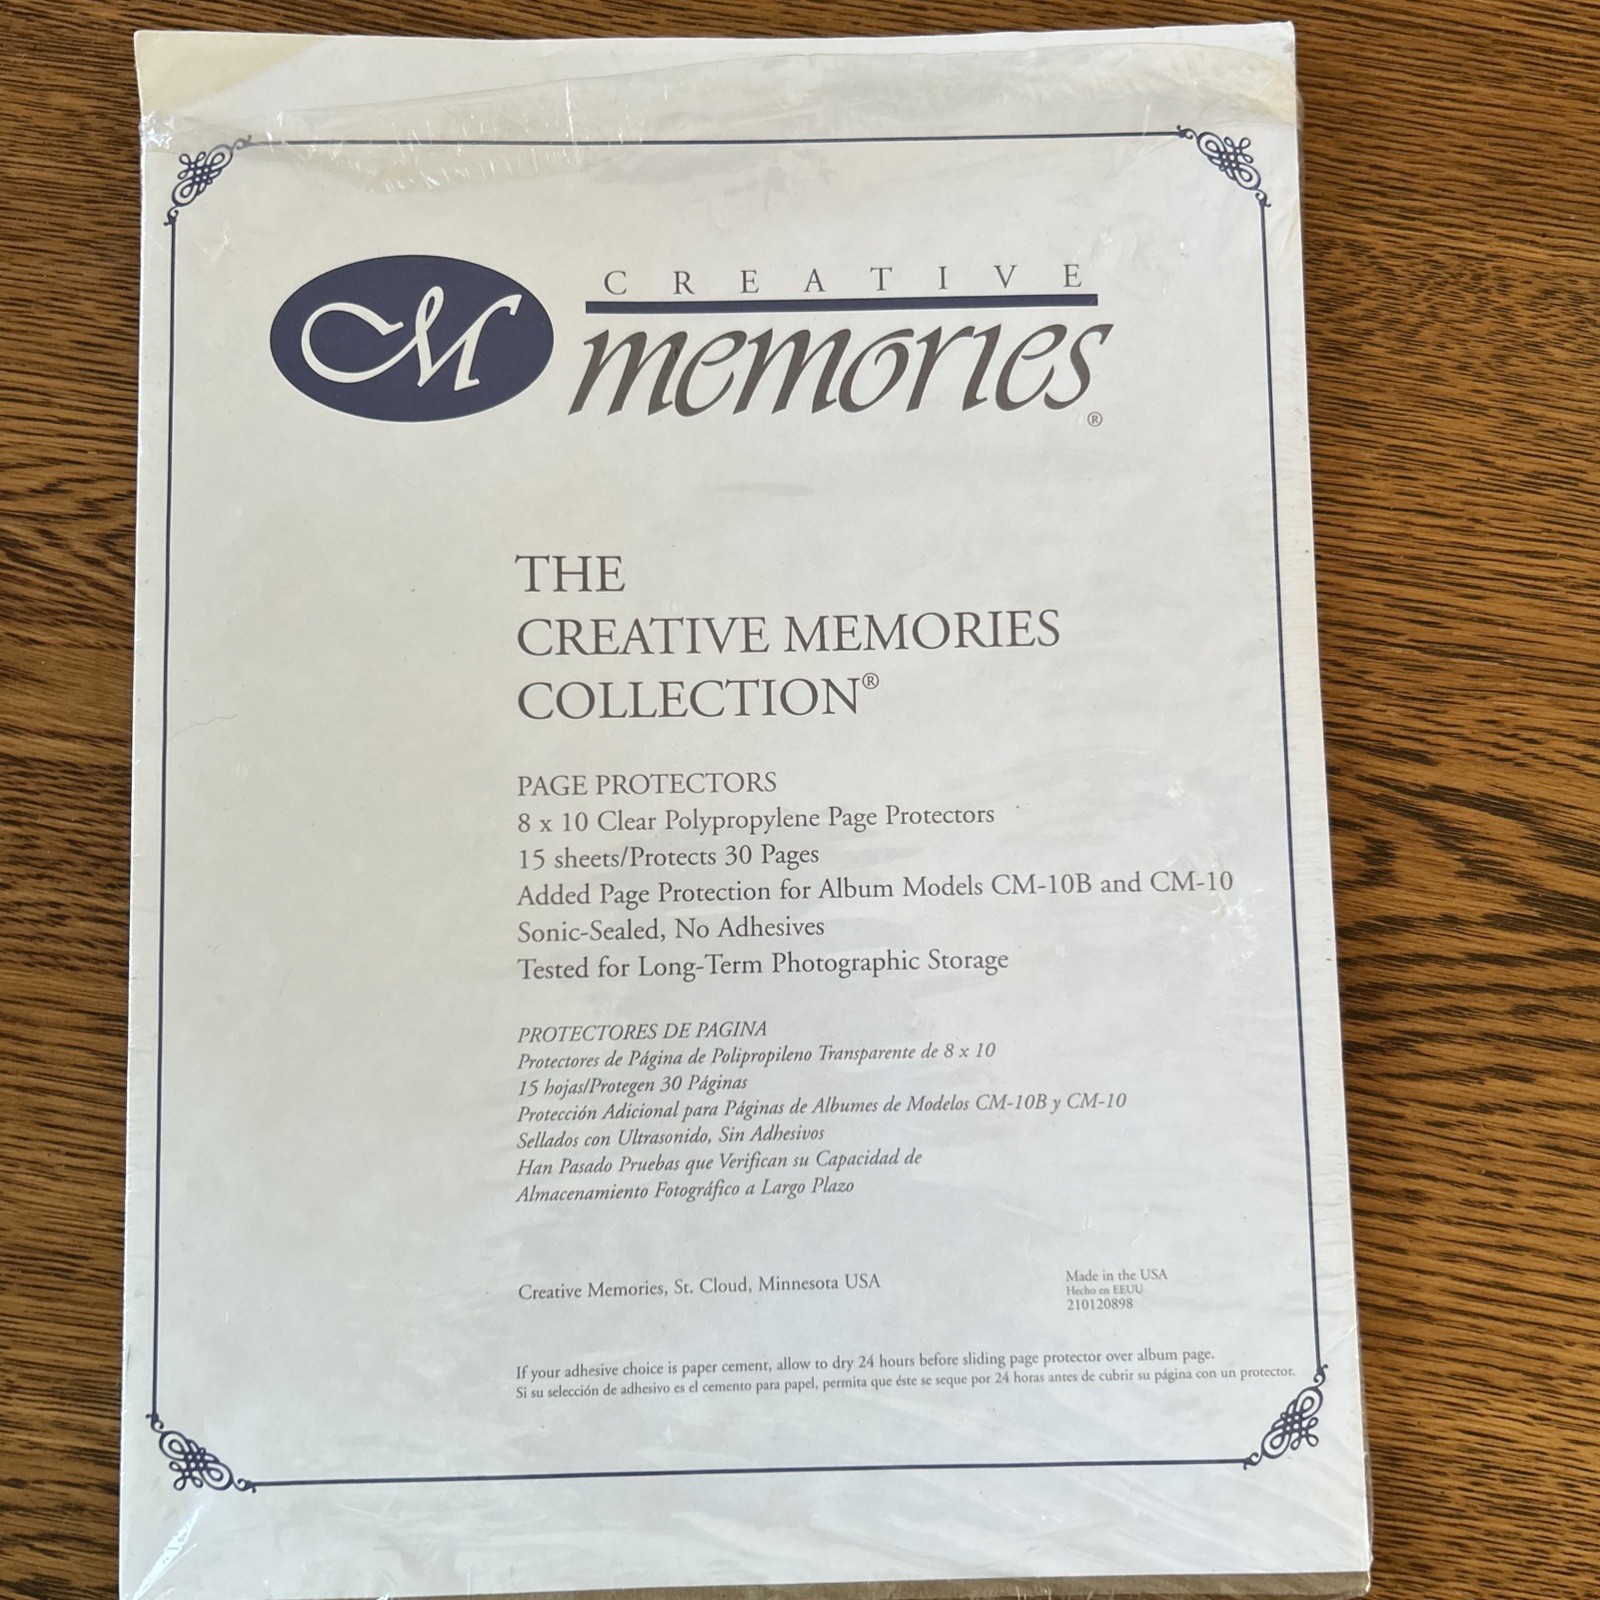 CM
CREATIVE
memories®
THE
CREATIVE MEMORIES
COLLECTION®
PAGE PROTECTORS
8 x 10 Clear Polypropylene Page Protectors
15 sheets/Protects 30 Pages
Added Page Protection for Album Models CM-10B and CM-10
Sonic-Sealed, No Adhesives
Tested for Long-Term Photographic Storage
PROTECTORES DE PAGINA
Protectores de Página de Polipropileno Transparente de 8 x 10
15 hojas/Protegen 30 Páginas
Protección Adicional para Páginas de Albumes de Modelos CM-10B y CM-10
Sellados con Ultrasonido, Sin Adhesivos
Han Pasado Pruebas que Verifican su Capacidad de
Almacenamiento Fotográfico a Largo Plazo
Creative Memories, St. Cloud, Minnesota USA
Made in the USA
Hecho en EEUU
210120898
If your adhesive choice is paper cement, allow to dry 24 hours before sliding page protector over album page.
Si su selección de adhesivo es el cemento para papel, permita que éste se seque por 24 horas antes de cubrir su página con un protector.